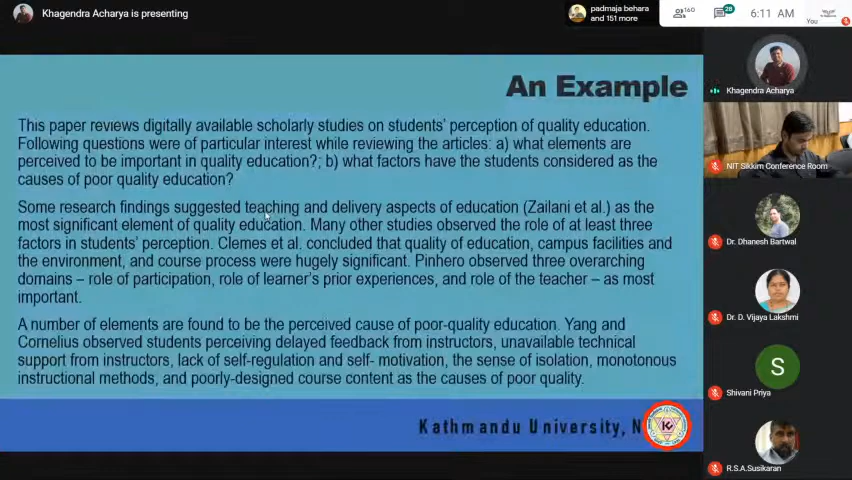 Khagendra Acharya is presenting
padmaja behara
and 151 more
160
28
6:11 AM
You
An Example
This paper reviews digitally available scholarly studies on students' perception of quality education.
Following questions were of particular interest while reviewing the articles: a) what elements are
perceived to be important in quality education?; b) what factors have the students considered as the
causes of poor quality education?
Some research findings suggested teaching and delivery aspects of education (Zailani et al.) as the
most significant element of quality education. Many other studies observed the role of at least three
factors in students' perception. Clemes et al. concluded that quality of education, campus facilities and
the environment, and course process were hugely significant. Pinhero observed three overarching
domains – role of participation, role of learner's prior experiences, and role of the teacher – as most
important.
A number of elements are found to be the perceived cause of poor-quality education. Yang and
Cornelius observed students perceiving delayed feedback from instructors, unavailable technical
support from instructors, lack of self-regulation and self- motivation, the sense of isolation, monotonous
instructional methods, and poorly-designed course content as the causes of poor quality.
Kathmandu University, N
Khagendra Acharya
NIT Sikkim Conference Room
Dr. Dhanesh Bartwal
Dr. D. Vijaya Lakshmi
S
Shivani Priya
R.S.A.Susikaran